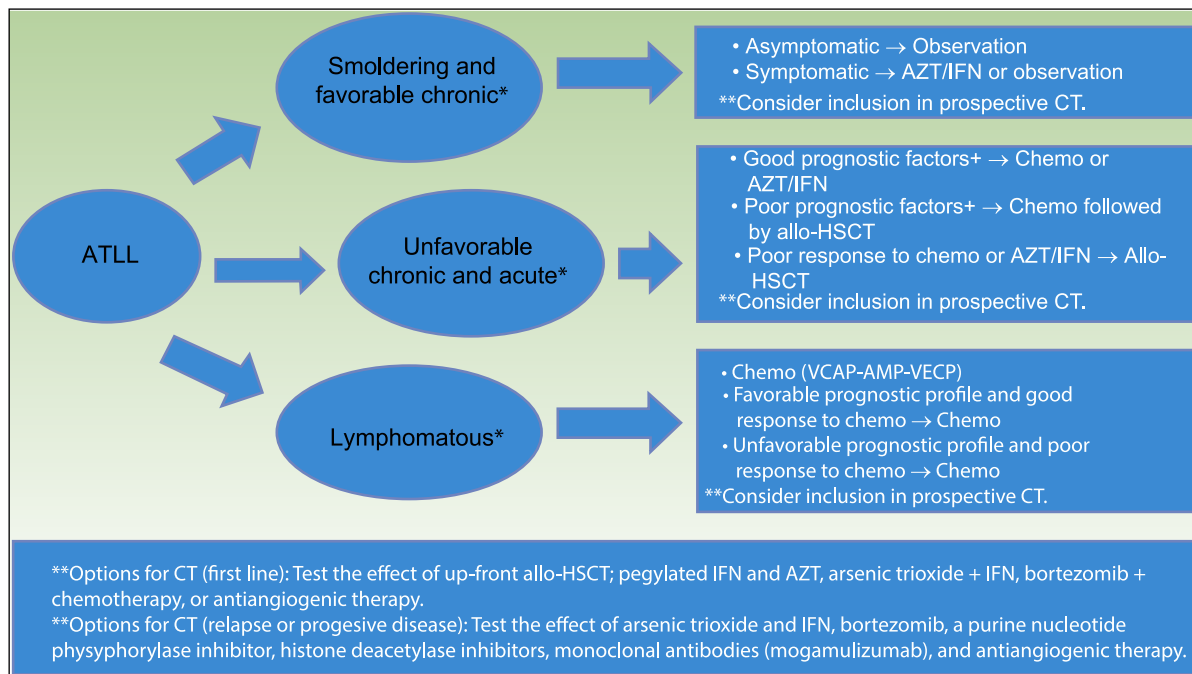 Smoldering and
favorable chronic*
• Asymptomatic → Observation
• Symptomatic → AZT/IFN or observation
**Consider inclusion in prospective CT.
ATLL
Unfavorable
chronic and acute*
• Good prognostic factors+ → Chemo or
AZT/IFN
• Poor prognostic factors+ → Chemo followed
by allo-HSCT
• Poor response to chemo or AZT/IFN → Allo-
HSCT
**Consider inclusion in prospective CT.
Lymphomatous*
• Chemo (VCAP-AMP-VECP)
• Favorable prognostic profile and good
response to chemo → Chemo
• Unfavorable prognostic profile and poor
response to chemo → Chemo
**Consider inclusion in prospective CT.
**Options for CT (first line): Test the effect of up-front allo-HSCT; pegylated IFN and AZT, arsenic trioxide + IFN, bortezomib +
chemotherapy, or antiangiogenic therapy.
**Options for CT (relapse or progesive disease): Test the effect of arsenic trioxide and IFN, bortezomib, a purine nucleotide
physyphorylase inhibitor, histone deacetylase inhibitors, monoclonal antibodies (mogamulizumab), and antiangiogenic therapy.